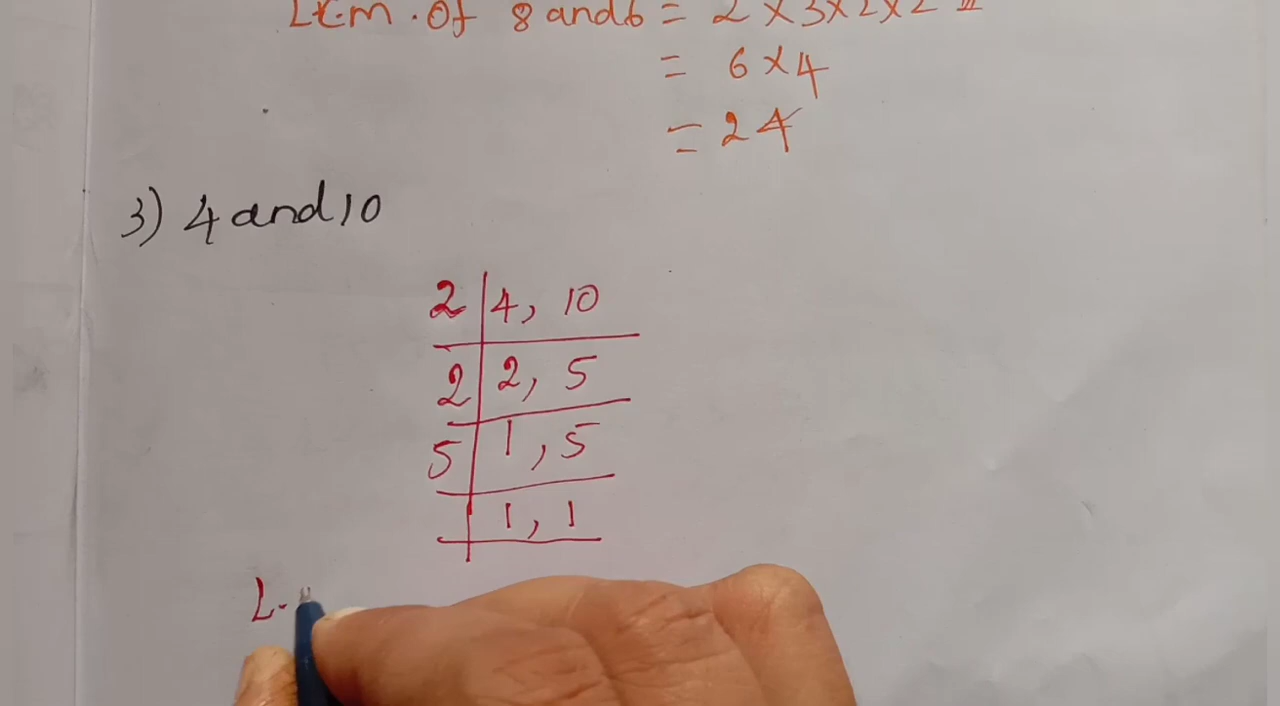 L.C.M. of 8 and 6 = 2 × 3 × 2 × 2
= 6 × 4
= 24
3) 4 and 10
2 | 4, 10
2 | 2, 5
5 | 1, 5
| 1, 1
L.